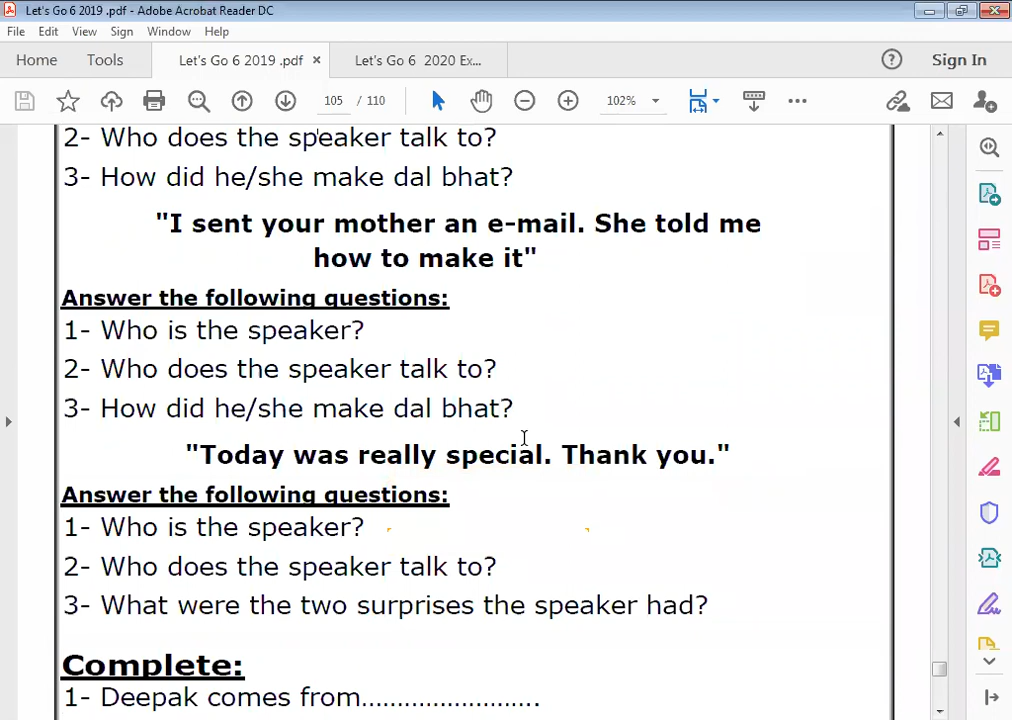 Let's Go 6 2019 .pdf - Adobe Acrobat Reader DC
File Edit View Sign Window Help
Home Tools Let's Go 6 2019 .pdf × Let's Go 6  2020 Ex... Sign In
105 / 110 102%
2- Who does the speaker talk to?
3- How did he/she make dal bhat?
"I sent your mother an e-mail. She told me
how to make it"
Answer the following questions:
1- Who is the speaker?
2- Who does the speaker talk to?
3- How did he/she make dal bhat?
"Today was really special. Thank you."
Answer the following questions:
1- Who is the speaker?
2- Who does the speaker talk to?
3- What were the two surprises the speaker had?
Complete:
1- Deepak comes from........................